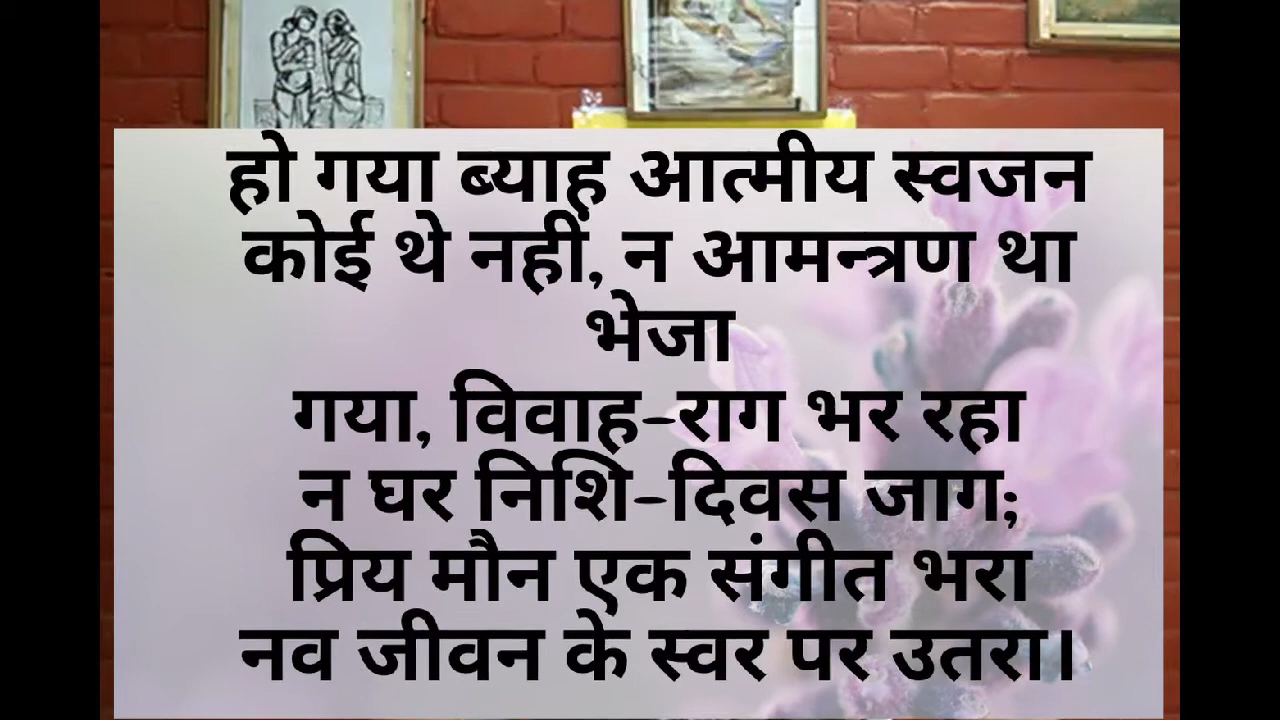 हो गया ब्याह आत्मीय स्वजन
कोई थे नहीं, न आमन्त्रण था
भेजा
गया, विवाह-राग भर रहा
न घर निशि-दिवस जाग;
प्रिय मौन एक संगीत भरा
नव जीवन के स्वर पर उतरा।